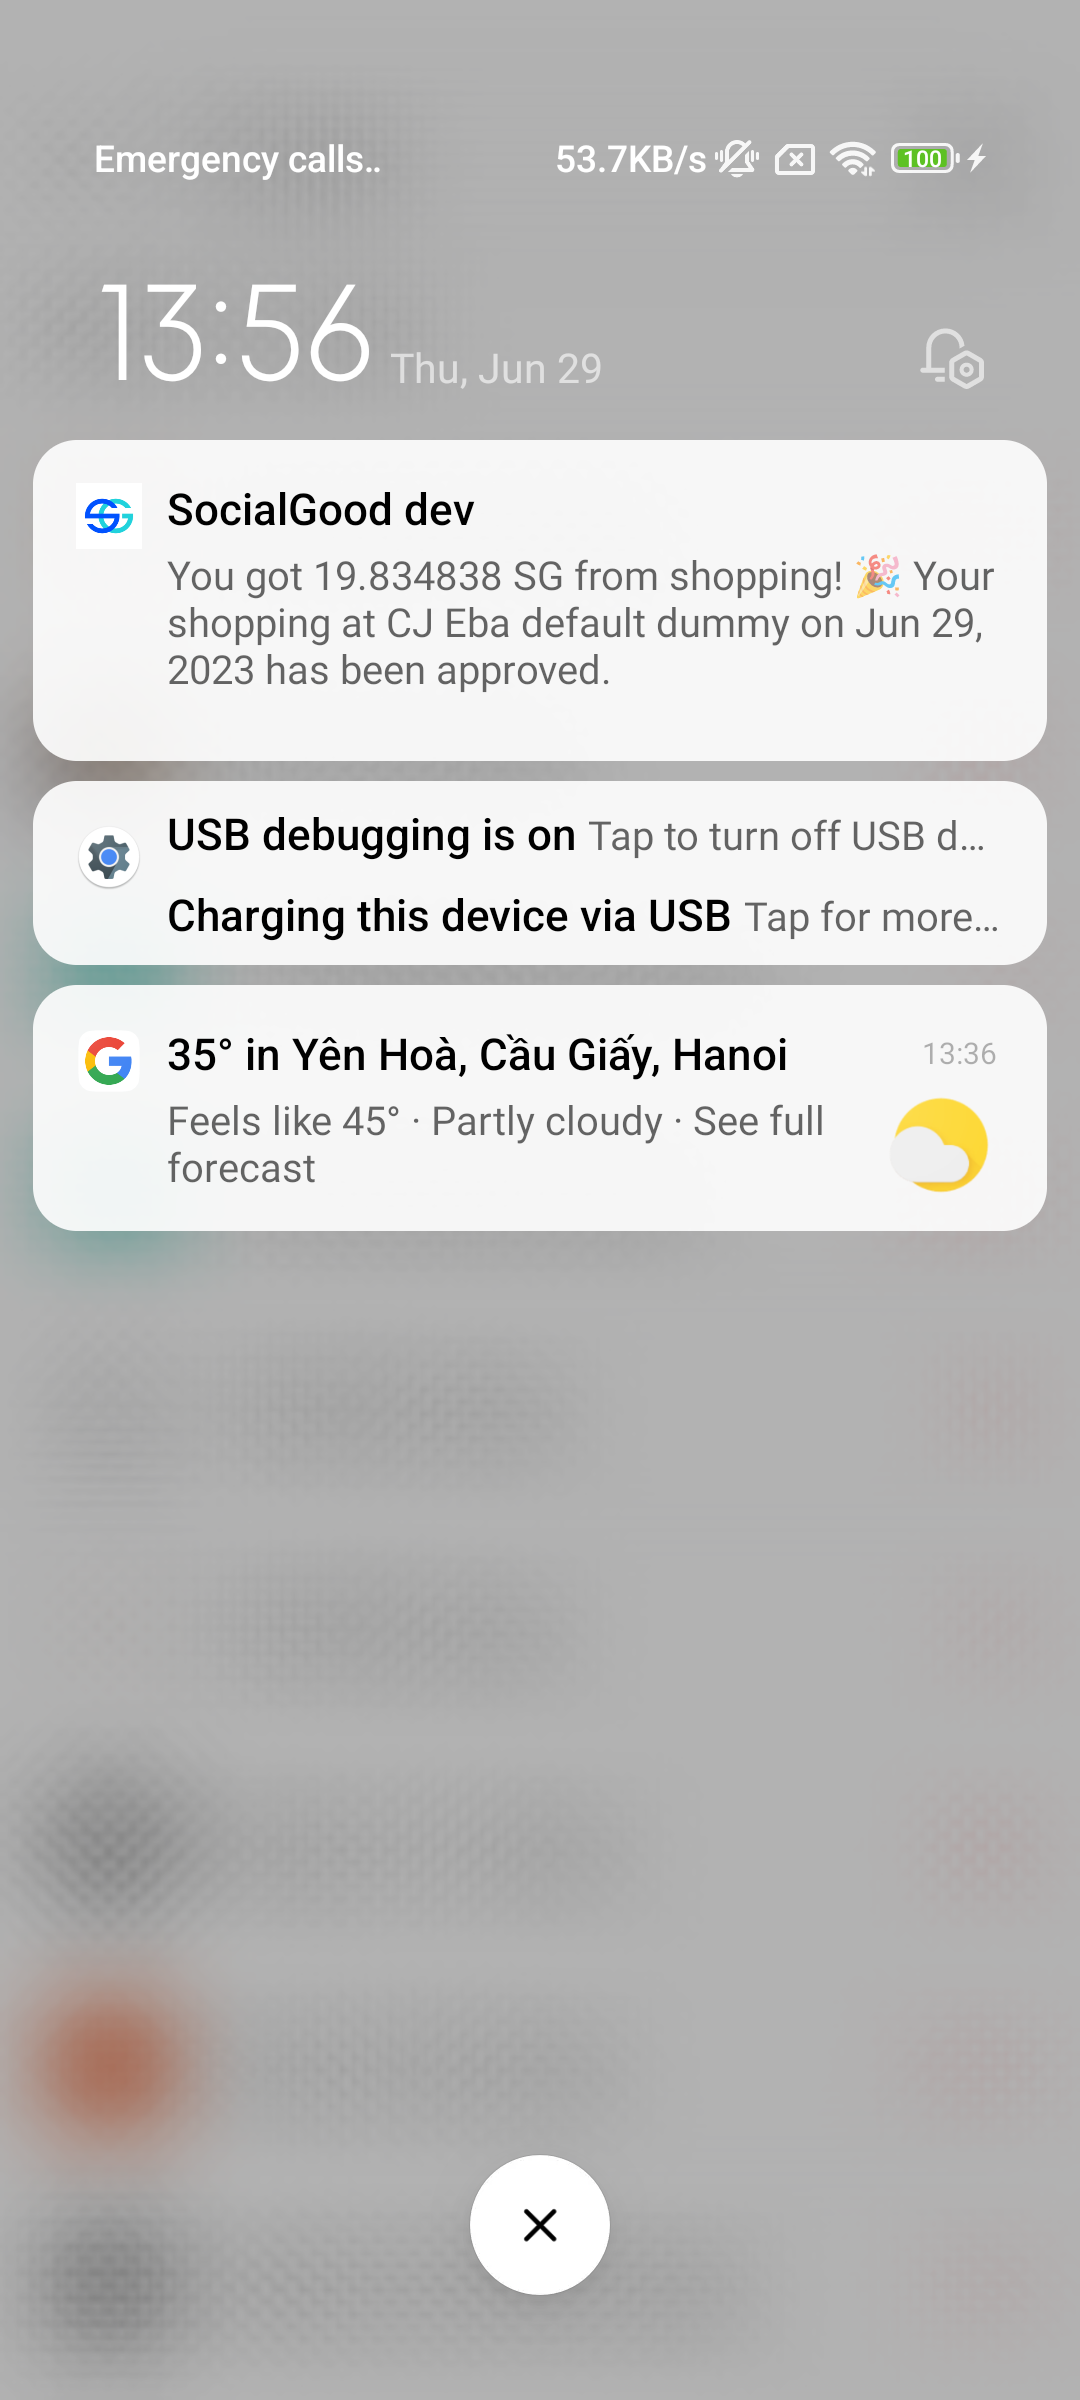 Emergency calls.. 53.7KB/s 100
13:56 Thu, Jun 29
SocialGood dev
You got 19.834838 SG from shopping! 🎉 Your
shopping at CJ Eba default dummy on Jun 29,
2023 has been approved.
USB debugging is on Tap to turn off USB d…
Charging this device via USB Tap for more…
35° in Yên Hoà, Cầu Giấy, Hanoi 13:36
Feels like 45° · Partly cloudy · See full
forecast